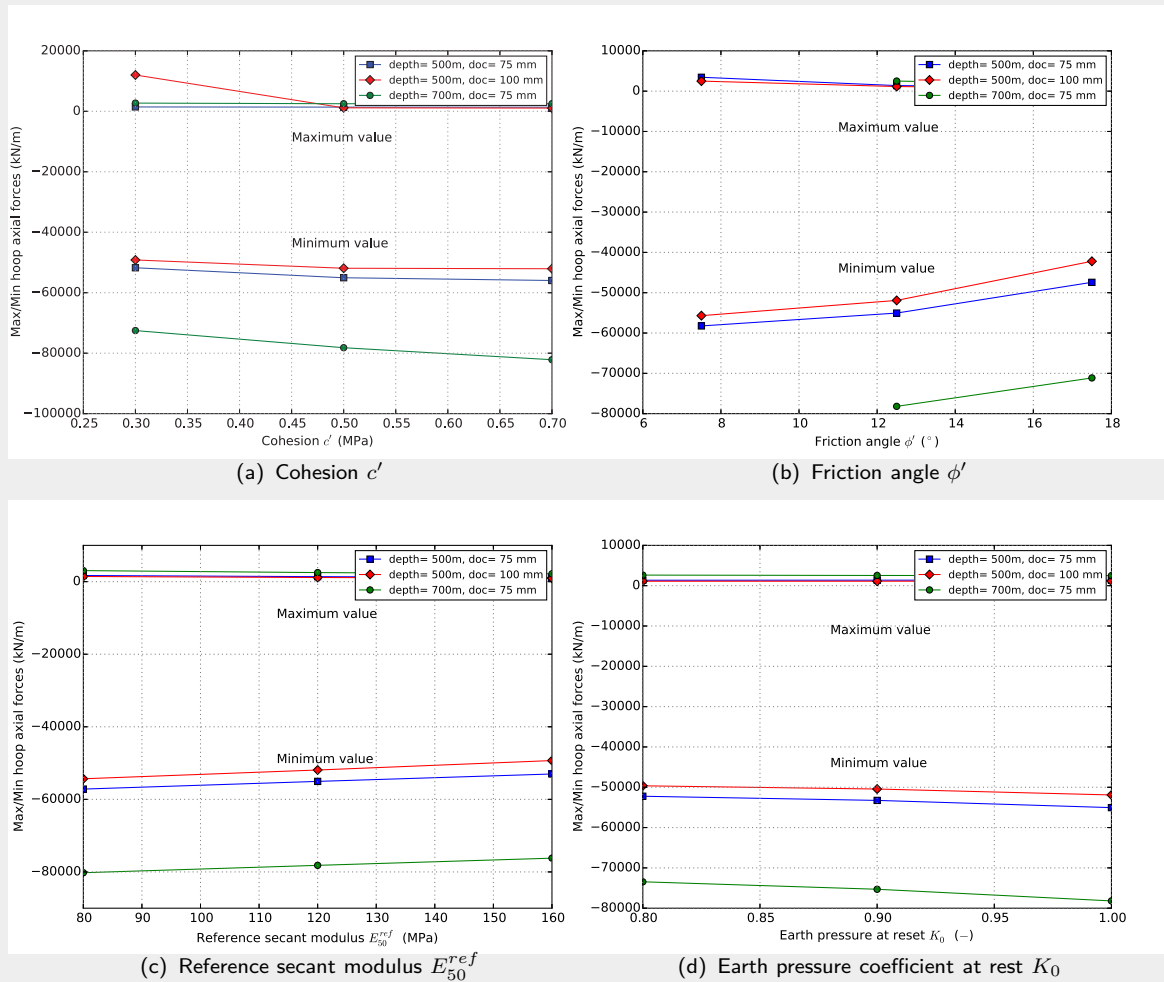 20000
0
−20000
−40000
−60000
−80000
−100000
Max/Min hoop axial forces (kN/m)
depth= 500m, doc= 75 mm
depth= 500m, doc= 100 mm
depth= 700m, doc= 75 mm
Maximum value
Minimum value
0.25 0.30 0.35 0.40 0.45 0.50 0.55 0.60 0.65 0.70
Cohesion c′ (MPa)
(a) Cohesion c′
10000
0
−10000
−20000
−30000
−40000
−50000
−60000
−70000
−80000
Max/Min hoop axial forces (kN/m)
depth= 500m, doc= 75 mm
depth= 500m, doc= 100 mm
depth= 700m, doc= 75 mm
Maximum value
Minimum value
6 8 10 12 14 16 18
Friction angle ϕ′ (°)
(b) Friction angle ϕ′
0
−20000
−40000
−60000
−80000
Max/Min hoop axial forces (kN/m)
depth= 500m, doc= 75 mm
depth= 500m, doc= 100 mm
depth= 700m, doc= 75 mm
Maximum value
Minimum value
80 90 100 110 120 130 140 150 160
Reference secant modulus E_{50}^{ref} (MPa)
(c) Reference secant modulus E_{50}^{ref}
10000
0
−10000
−20000
−30000
−40000
−50000
−60000
−70000
−80000
Max/Min hoop axial forces (kN/m)
depth= 500m, doc= 75 mm
depth= 500m, doc= 100 mm
depth= 700m, doc= 75 mm
Maximum value
Minimum value
0.80 0.85 0.90 0.95 1.00
Earth pressure at reset K₀ (−)
(d) Earth pressure coefficient at rest K₀